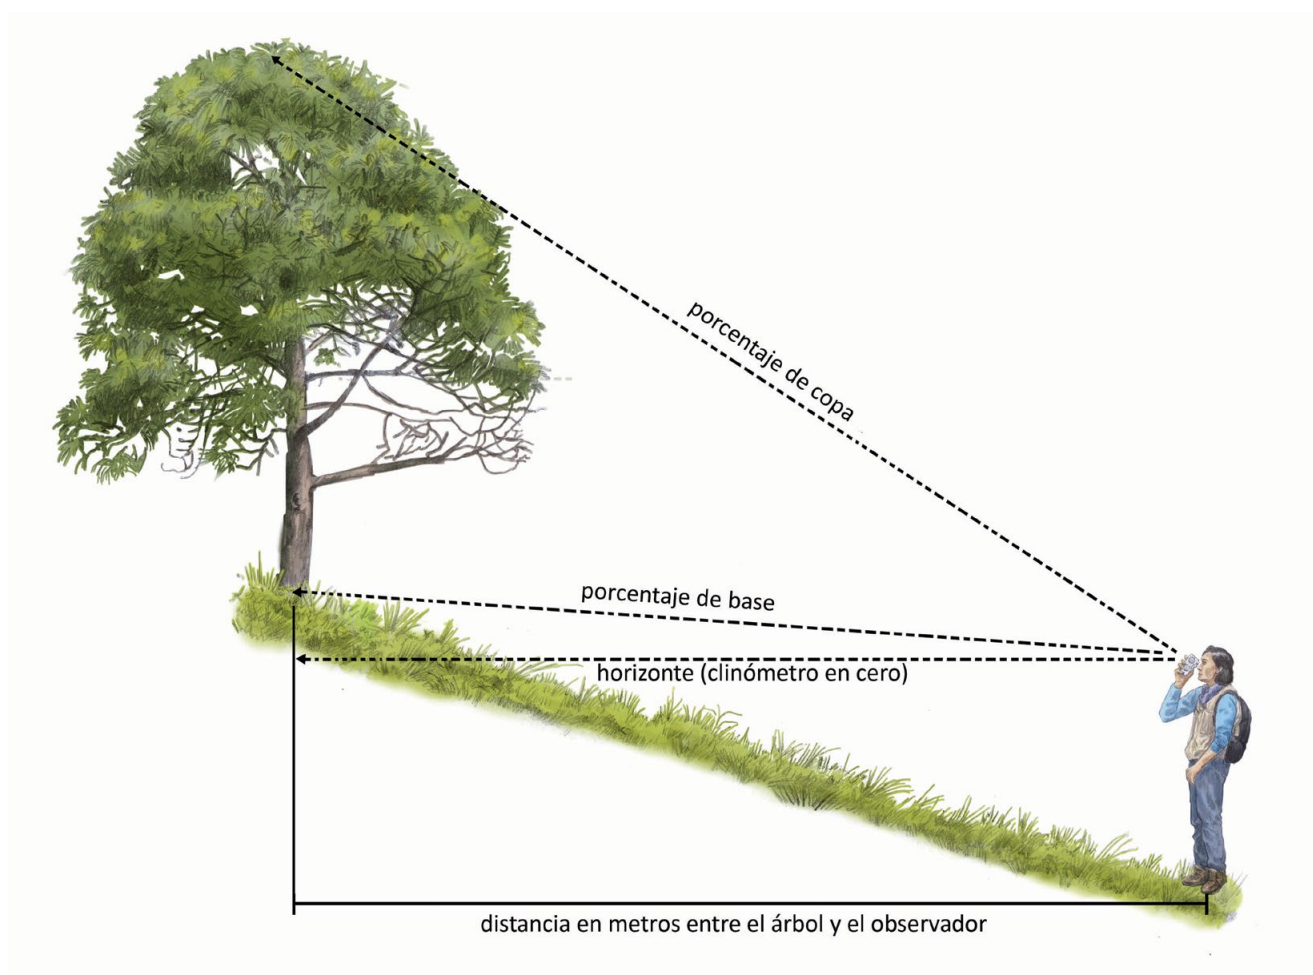 porcentaje de copa
porcentaje de base
horizonte (clinómetro en cero)
distancia en metros entre el árbol y el observador